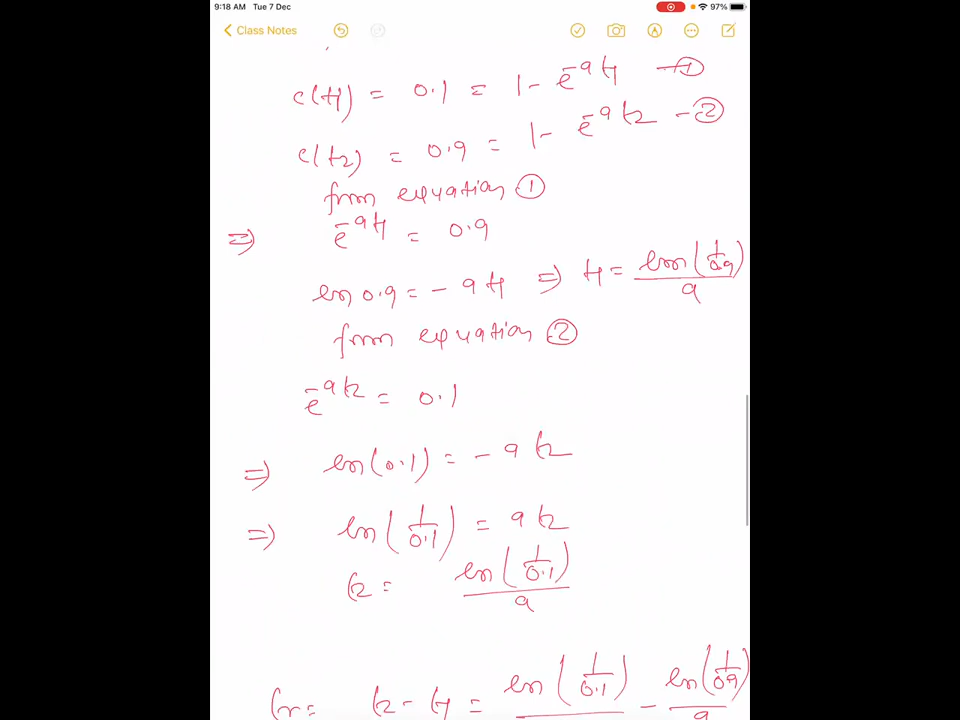 9:18 AM Tue 7 Dec 97%
Class Notes
c(t1) = 0.1 = 1 - e^-at1 —①
c(t2) = 0.9 = 1 - e^-at2 —②
from equation ①
⇒ e^-at1 = 0.9
ln 0.9 = - a t1 ⇒ t1 = ln(1/0.9)/a
from equation ②
e^-at2 = 0.1
⇒ ln(0.1) = - a t2
⇒ ln(1/0.1) = a t2
t2 = ln(1/0.1)/a
tr = t2 - t1 = ln(1/0.1)/ - ln(1/0.9)/a